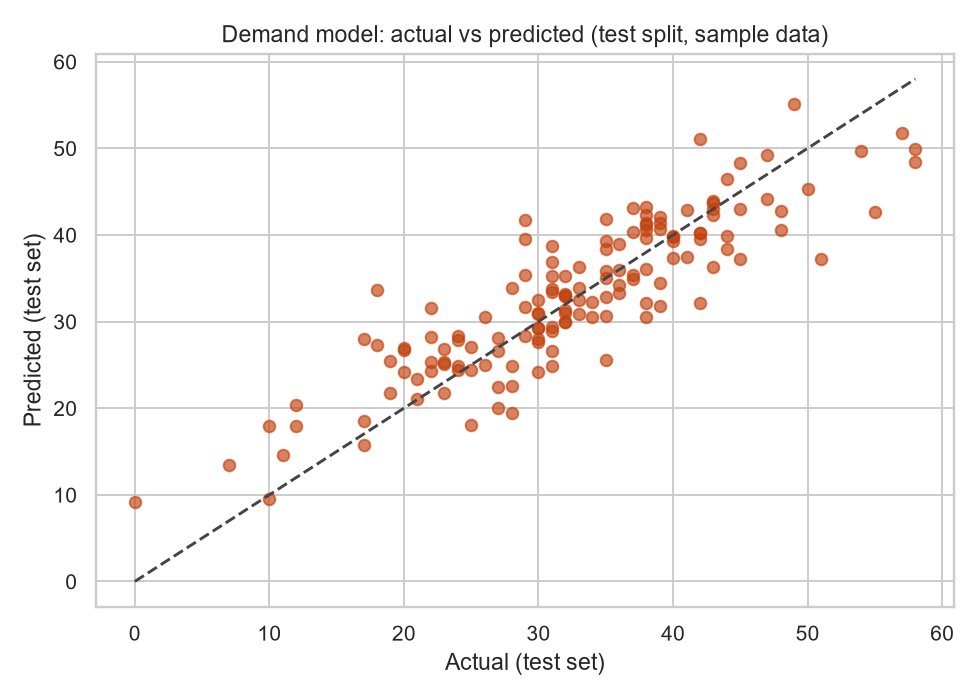 Demand model: actual vs predicted (test split, sample data)
60
50
40
30
20
10
0
Predicted (test set)
0 10 20 30 40 50 60
Actual (test set)